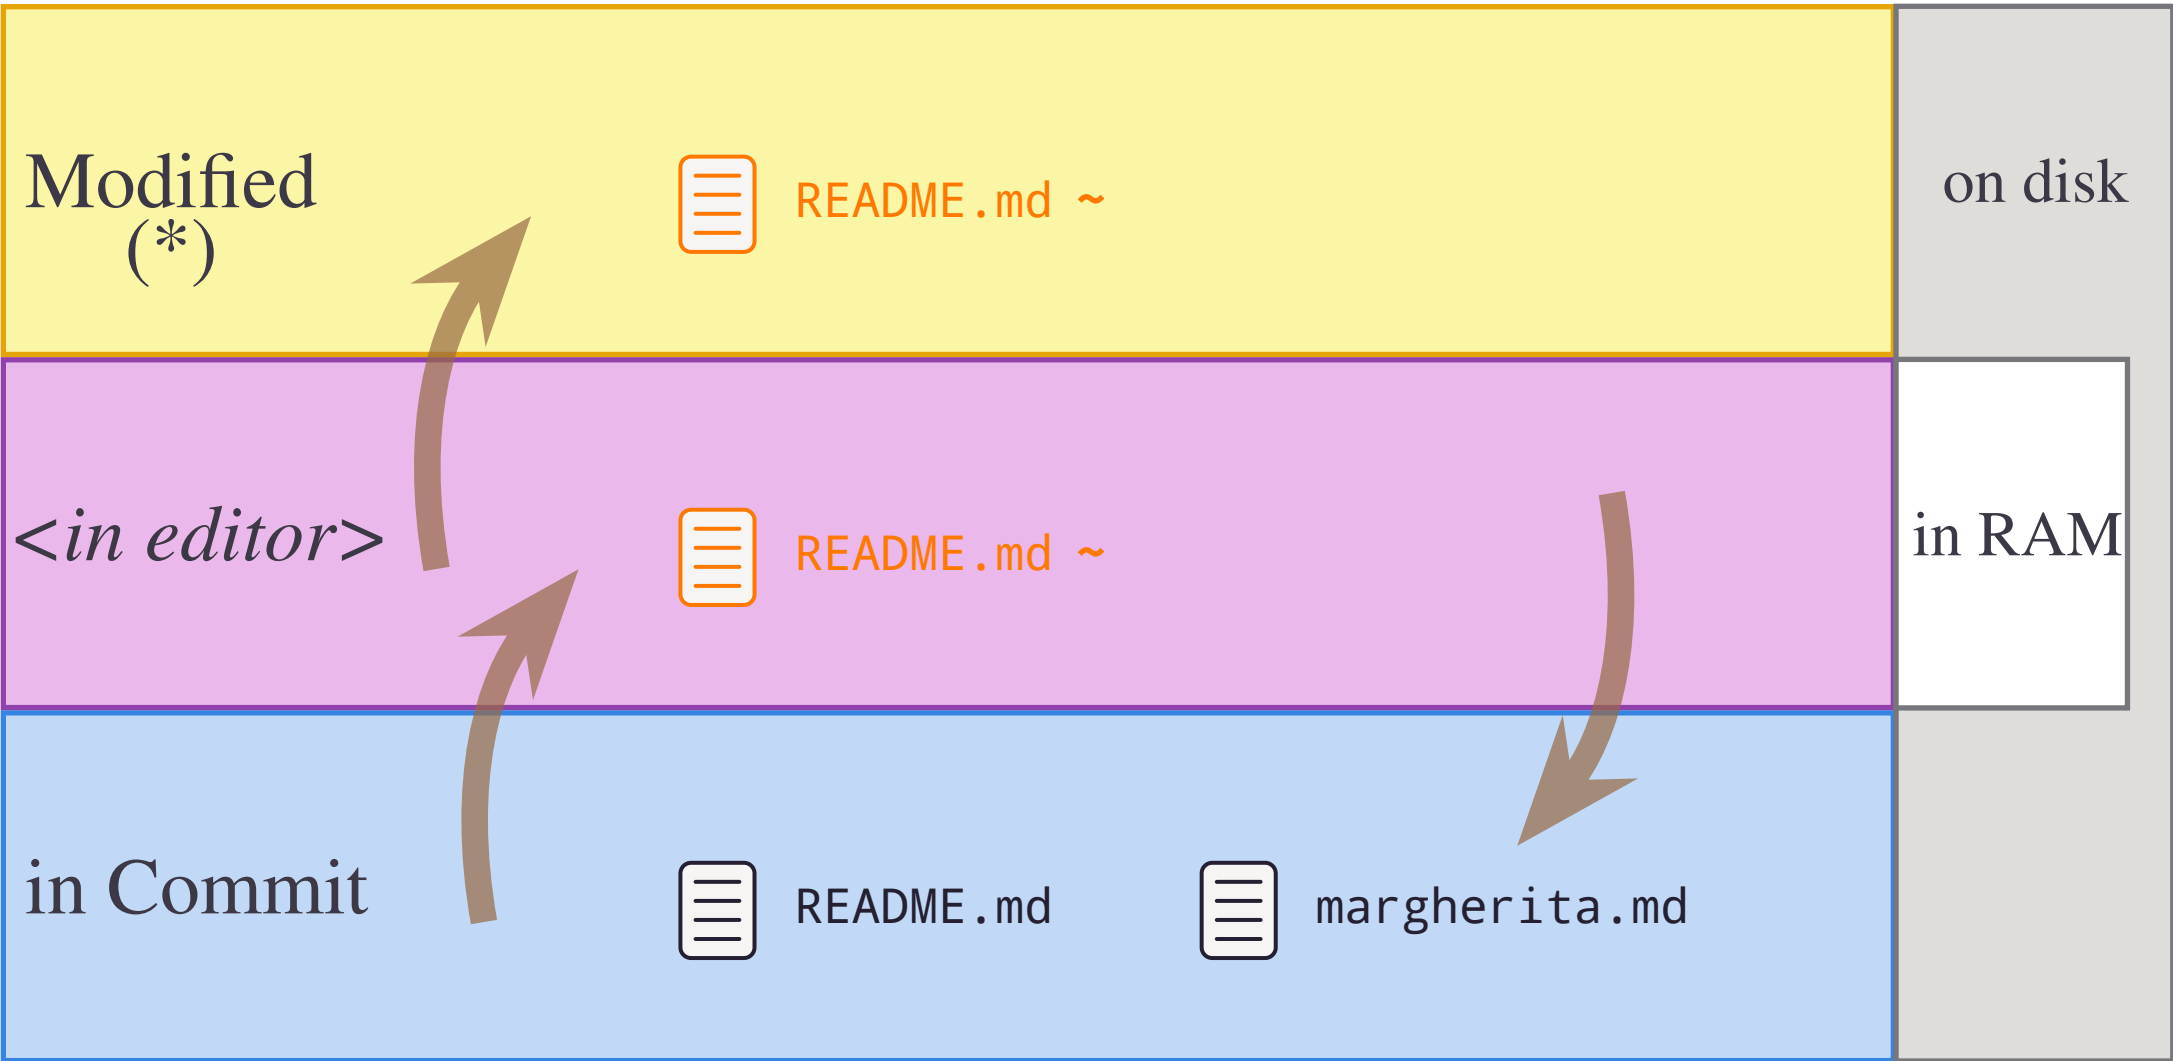 Modified
(*)
README.md ~
on disk
<in editor>
README.md ~
in RAM
in Commit
README.md
margherita.md